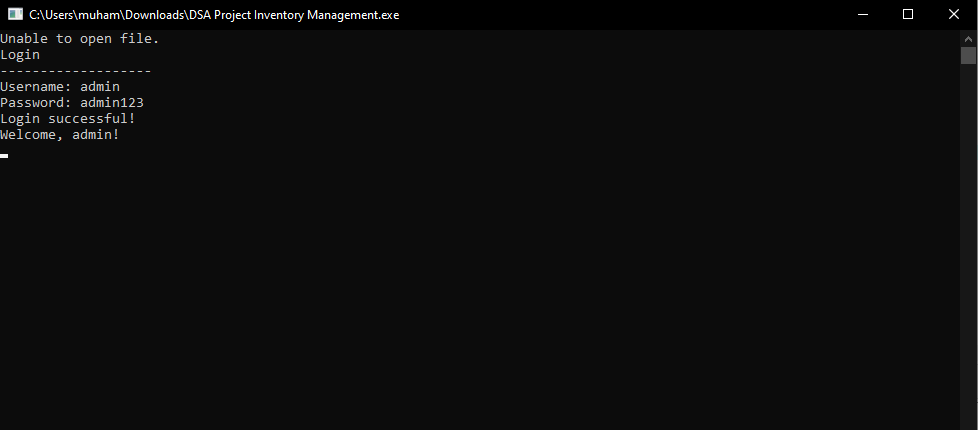 C:\Users\muham\Downloads\DSA Project Inventory Management.exe
Unable to open file.
Login
-------------------
Username: admin
Password: admin123
Login successful!
Welcome, admin!